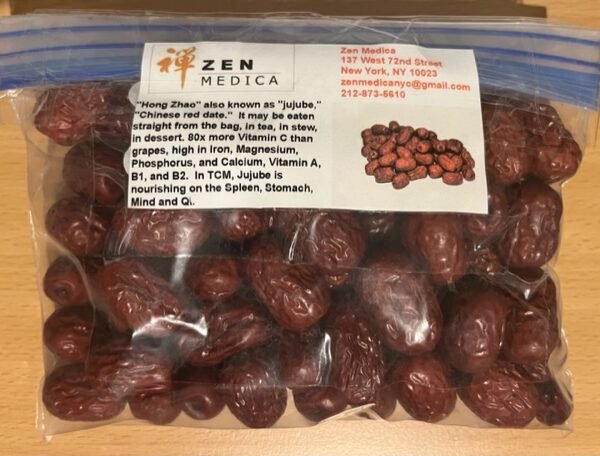 禅 ZEN
MEDICA
Zen Medica
137 West 72nd Street
New York, NY 10023
zenmedicanyc@gmail.com
212-873-5610
"Hong Zhao" also known as "jujube,"
"Chinese red date." It may be eaten
straight from the bag, in tea, in stew,
in dessert. 80x more Vitamin C than
grapes, high in Iron, Magnesium,
Phosphorus, and Calcium, Vitamin A,
B1, and B2. In TCM, Jujube is
nourishing on the Spleen, Stomach,
Mind and Qi.